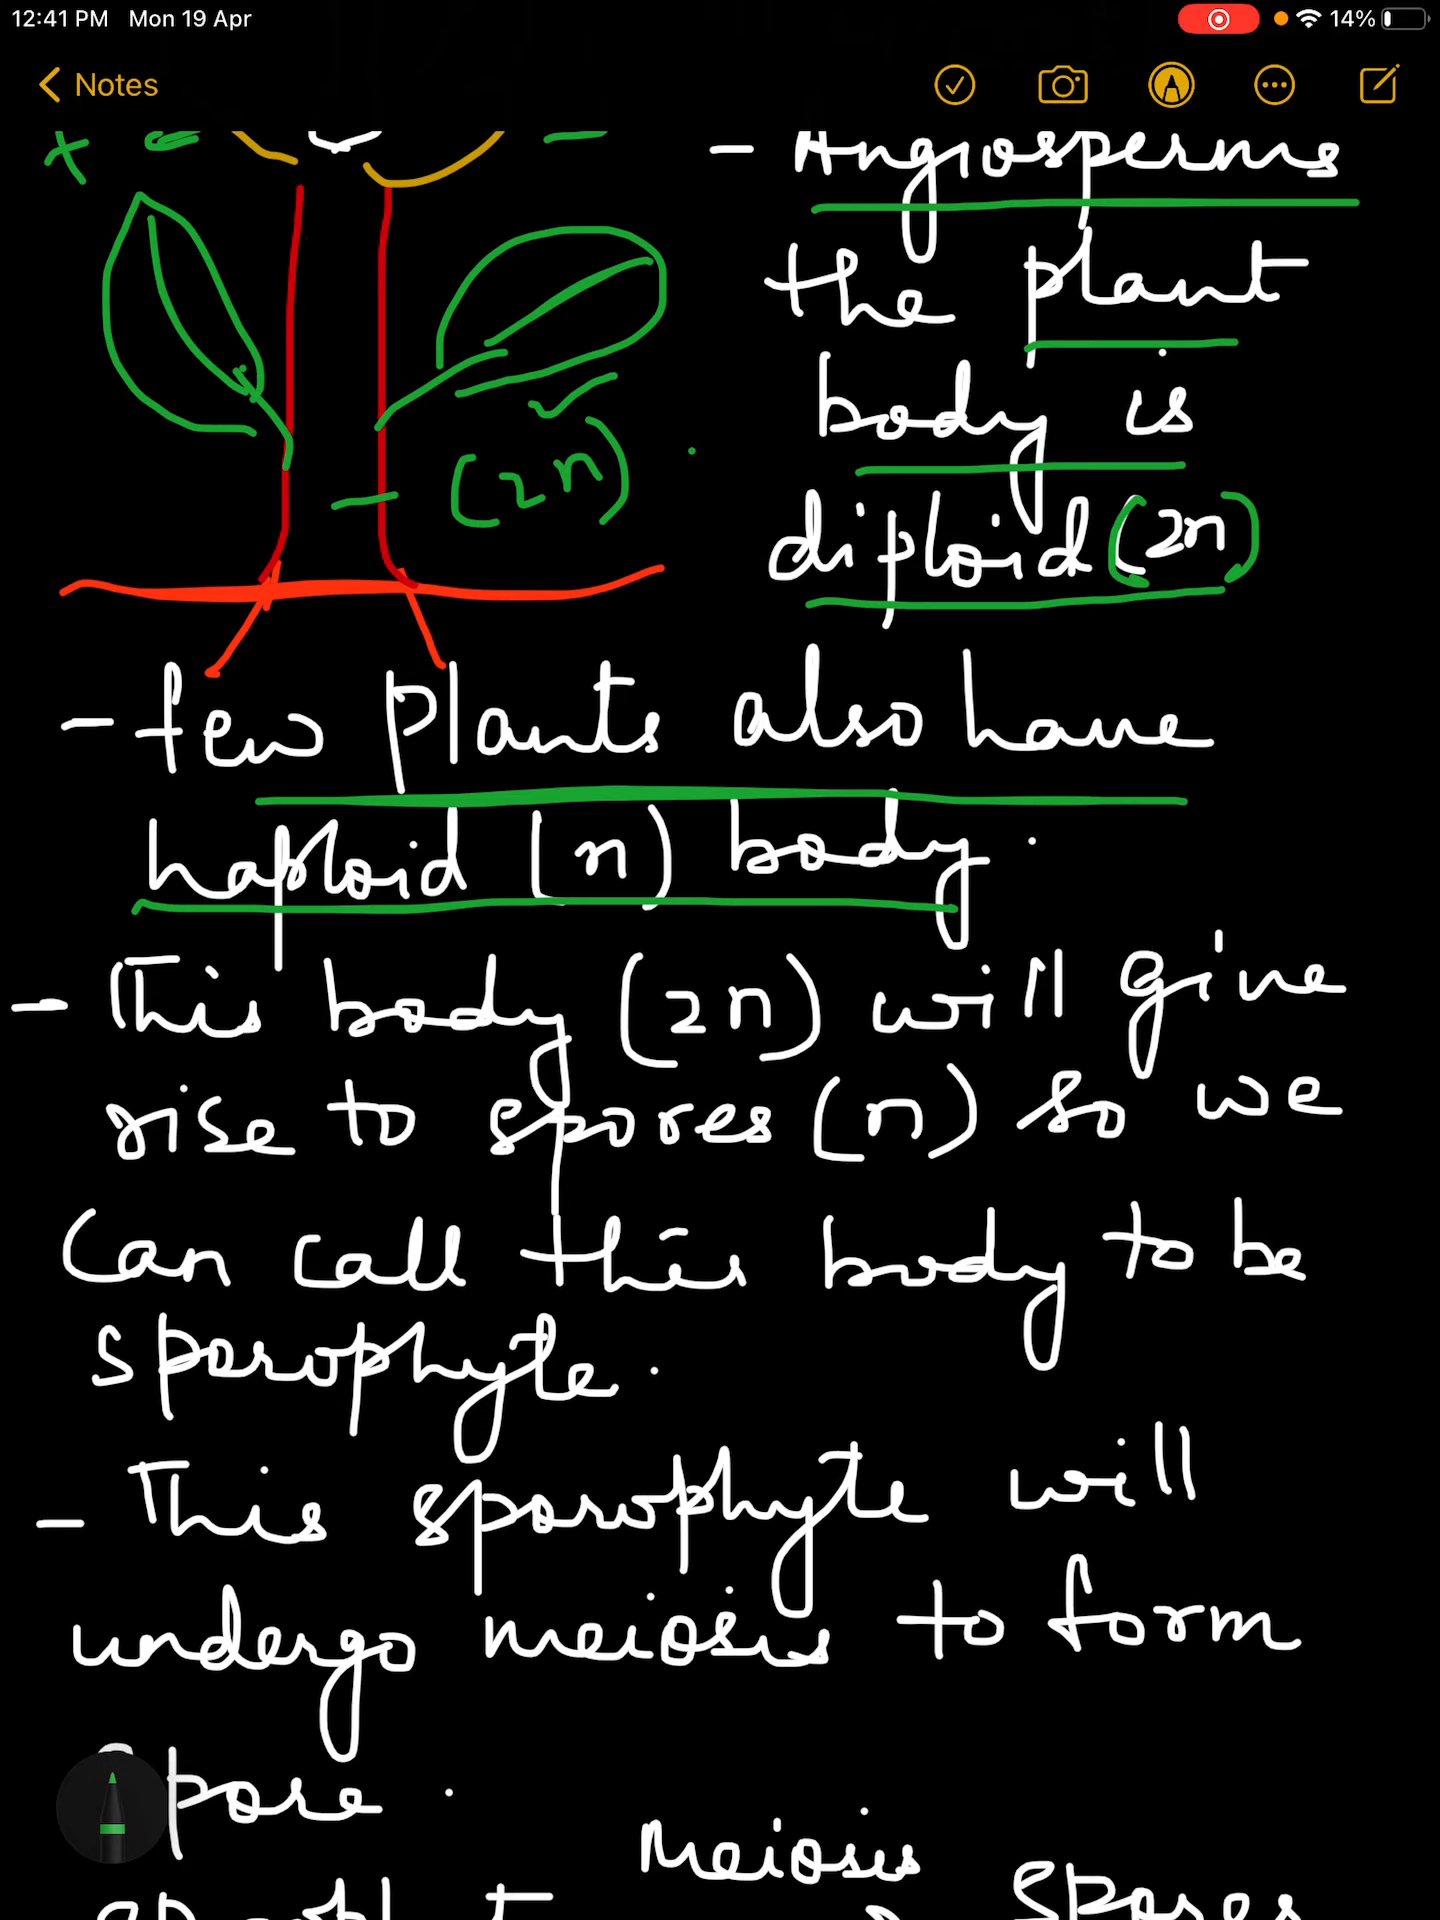 12:41 PM Mon 19 Apr
14%
Notes
- Angiosperms
the plant
body is
(2n)
diploid (2n)
- few plants also have
haploid (n) body.
- This body (2n) will give
rise to spores (n) so we
can call this body to be
sporophyte.
- This sporophyte will
undergo meiosis to form
spore.
Meiosis
spores